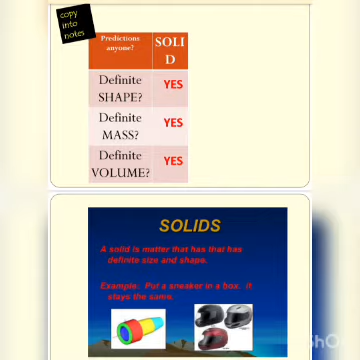 copy
into
notes
Predictions
anyone?
SOLI
D
Definite
SHAPE?
YES
Definite
MASS?
YES
Definite
VOLUME?
YES
SOLIDS
A solid is matter that has that has
definite size and shape.
Example: Put a sneaker in a box. It
stays the same.